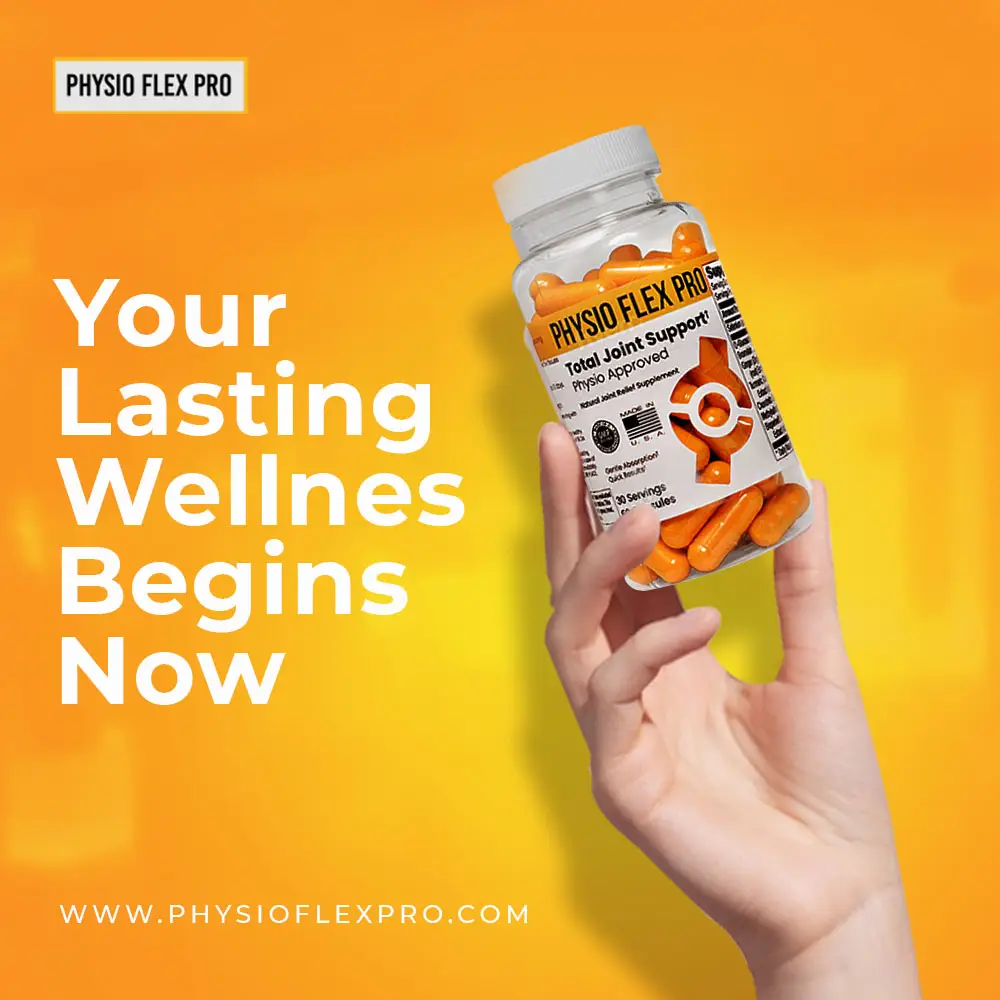 PHYSIO FLEX PRO
Your
Lasting
Wellnes
Begins
Now
WWW.PHYSIOFLEXPRO.COM
PHYSIO FLEX PRO
Total Joint Support†
Physio Approved
Natural Joint Relief Supplement
MADE IN
U.S.A.
Gentle Absorption†
Quick Results†
30 Servings